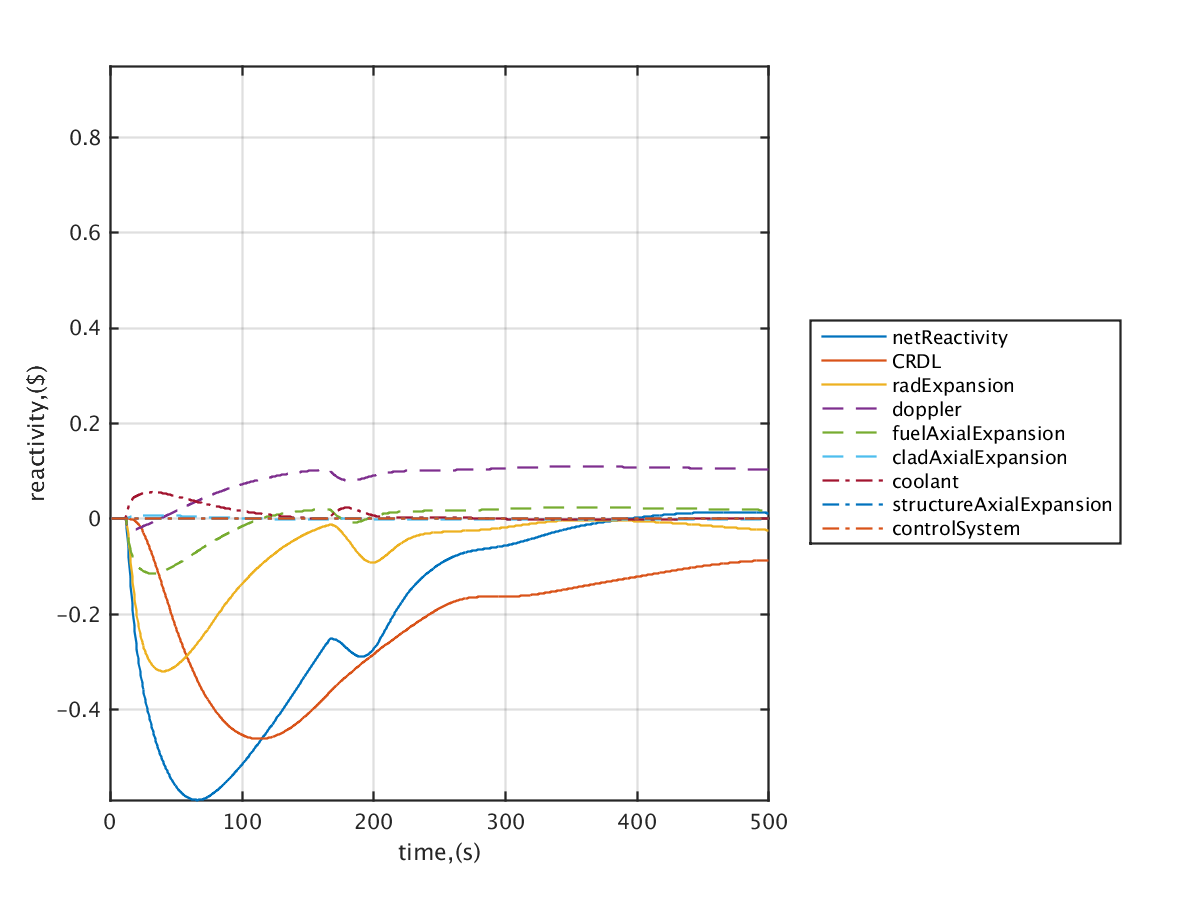 0.8
0.6
0.4
0.2
0
-0.2
-0.4
0
100
200
300
400
500
time,(s)
reactivity,($)
netReactivity
CRDL
radExpansion
doppler
fuelAxialExpansion
cladAxialExpansion
coolant
structureAxialExpansion
controlSystem